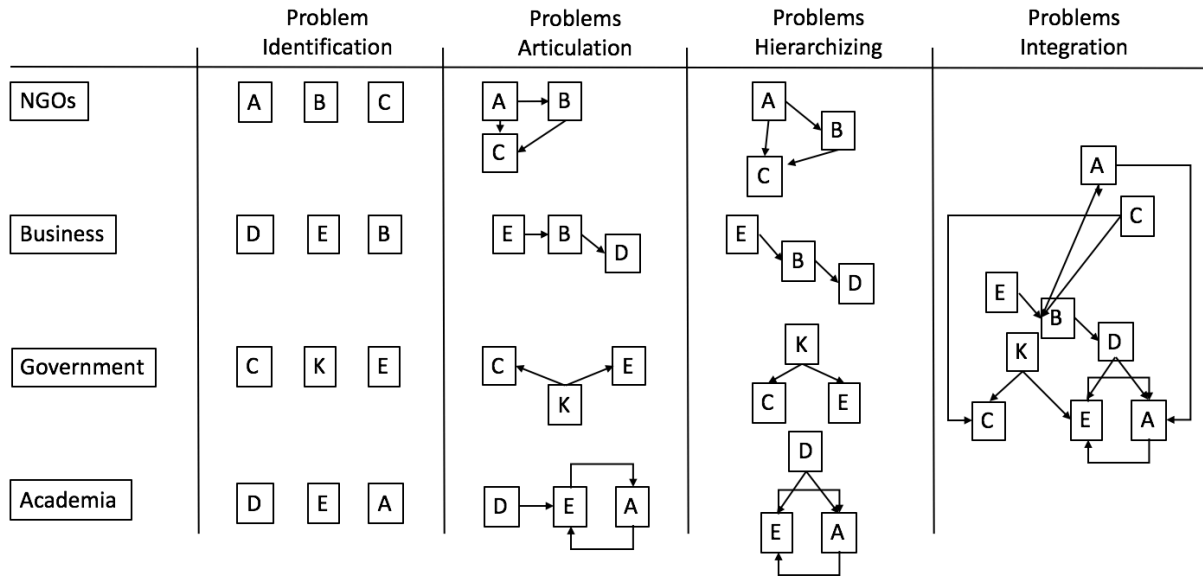 Problem Identification
Problems Articulation
Problems Hierarchizing
Problems Integration
NGOs
A B C
A B
C
A
B
C
Business
D E B
E B
D
E
B
D
Government
C K E
C E
K
K
C E
Academia
D E A
D E A
D
E A
A
C
E
B
K
D
C E A